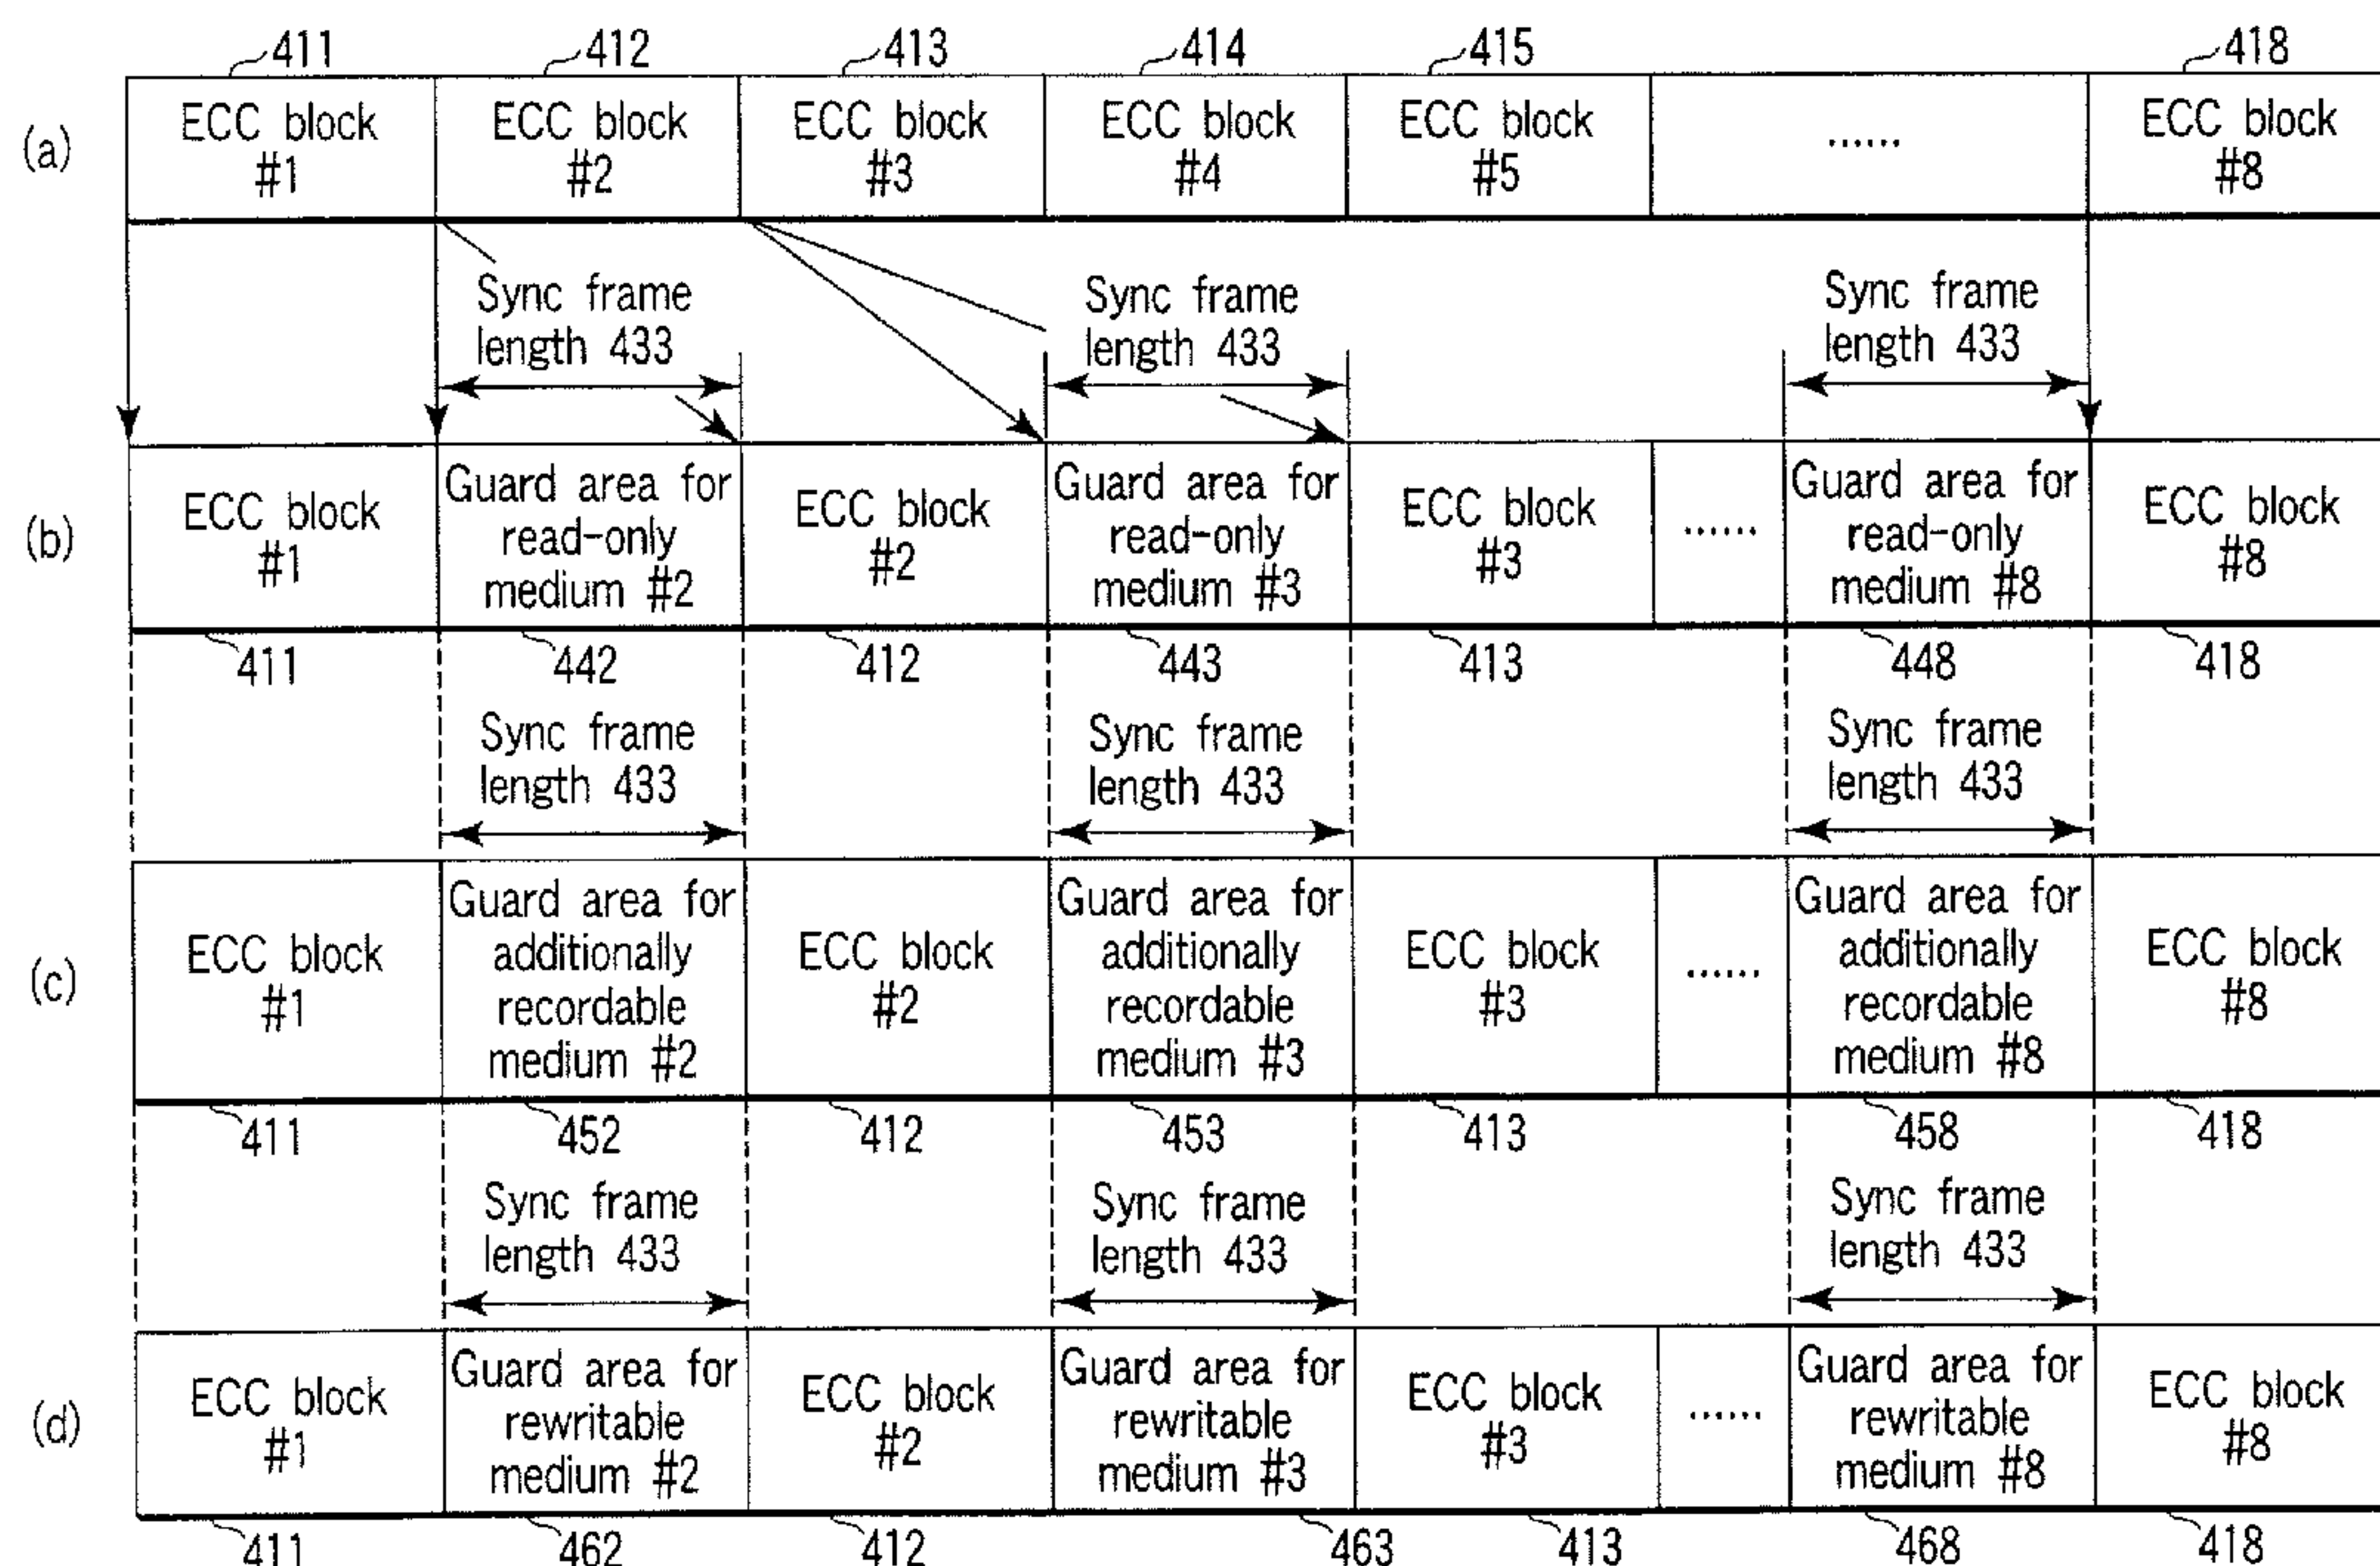 411 412 413 414 415 418
(a)
ECC block #1
ECC block #2
ECC block #3
ECC block #4
ECC block #5
......
ECC block #8
Sync frame length 433
Sync frame length 433
Sync frame length 433
(b)
ECC block #1
Guard area for read-only medium #2
ECC block #2
Guard area for read-only medium #3
ECC block #3
......
Guard area for read-only medium #8
ECC block #8
411 442 412 443 413 448 418
Sync frame length 433
Sync frame length 433
Sync frame length 433
(c)
ECC block #1
Guard area for additionally recordable medium #2
ECC block #2
Guard area for additionally recordable medium #3
ECC block #3
......
Guard area for additionally recordable medium #8
ECC block #8
411 452 412 453 413 458 418
Sync frame length 433
Sync frame length 433
Sync frame length 433
(d)
ECC block #1
Guard area for rewritable medium #2
ECC block #2
Guard area for rewritable medium #3
ECC block #3
......
Guard area for rewritable medium #8
ECC block #8
411 462 412 463 413 468 418